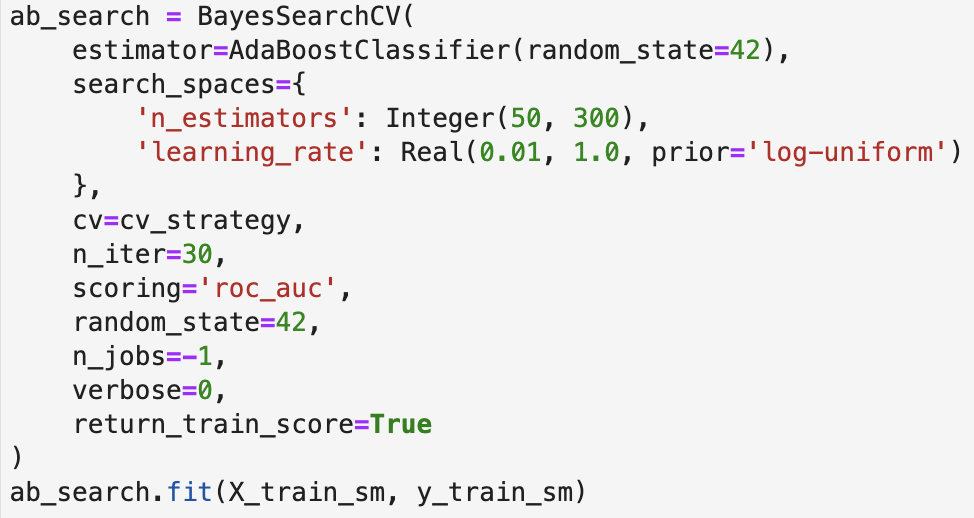 ab_search = BayesSearchCV(
    estimator=AdaBoostClassifier(random_state=42),
    search_spaces={
        'n_estimators': Integer(50, 300),
        'learning_rate': Real(0.01, 1.0, prior='log-uniform')
    },
    cv=cv_strategy,
    n_iter=30,
    scoring='roc_auc',
    random_state=42,
    n_jobs=-1,
    verbose=0,
    return_train_score=True
)
ab_search.fit(X_train_sm, y_train_sm)